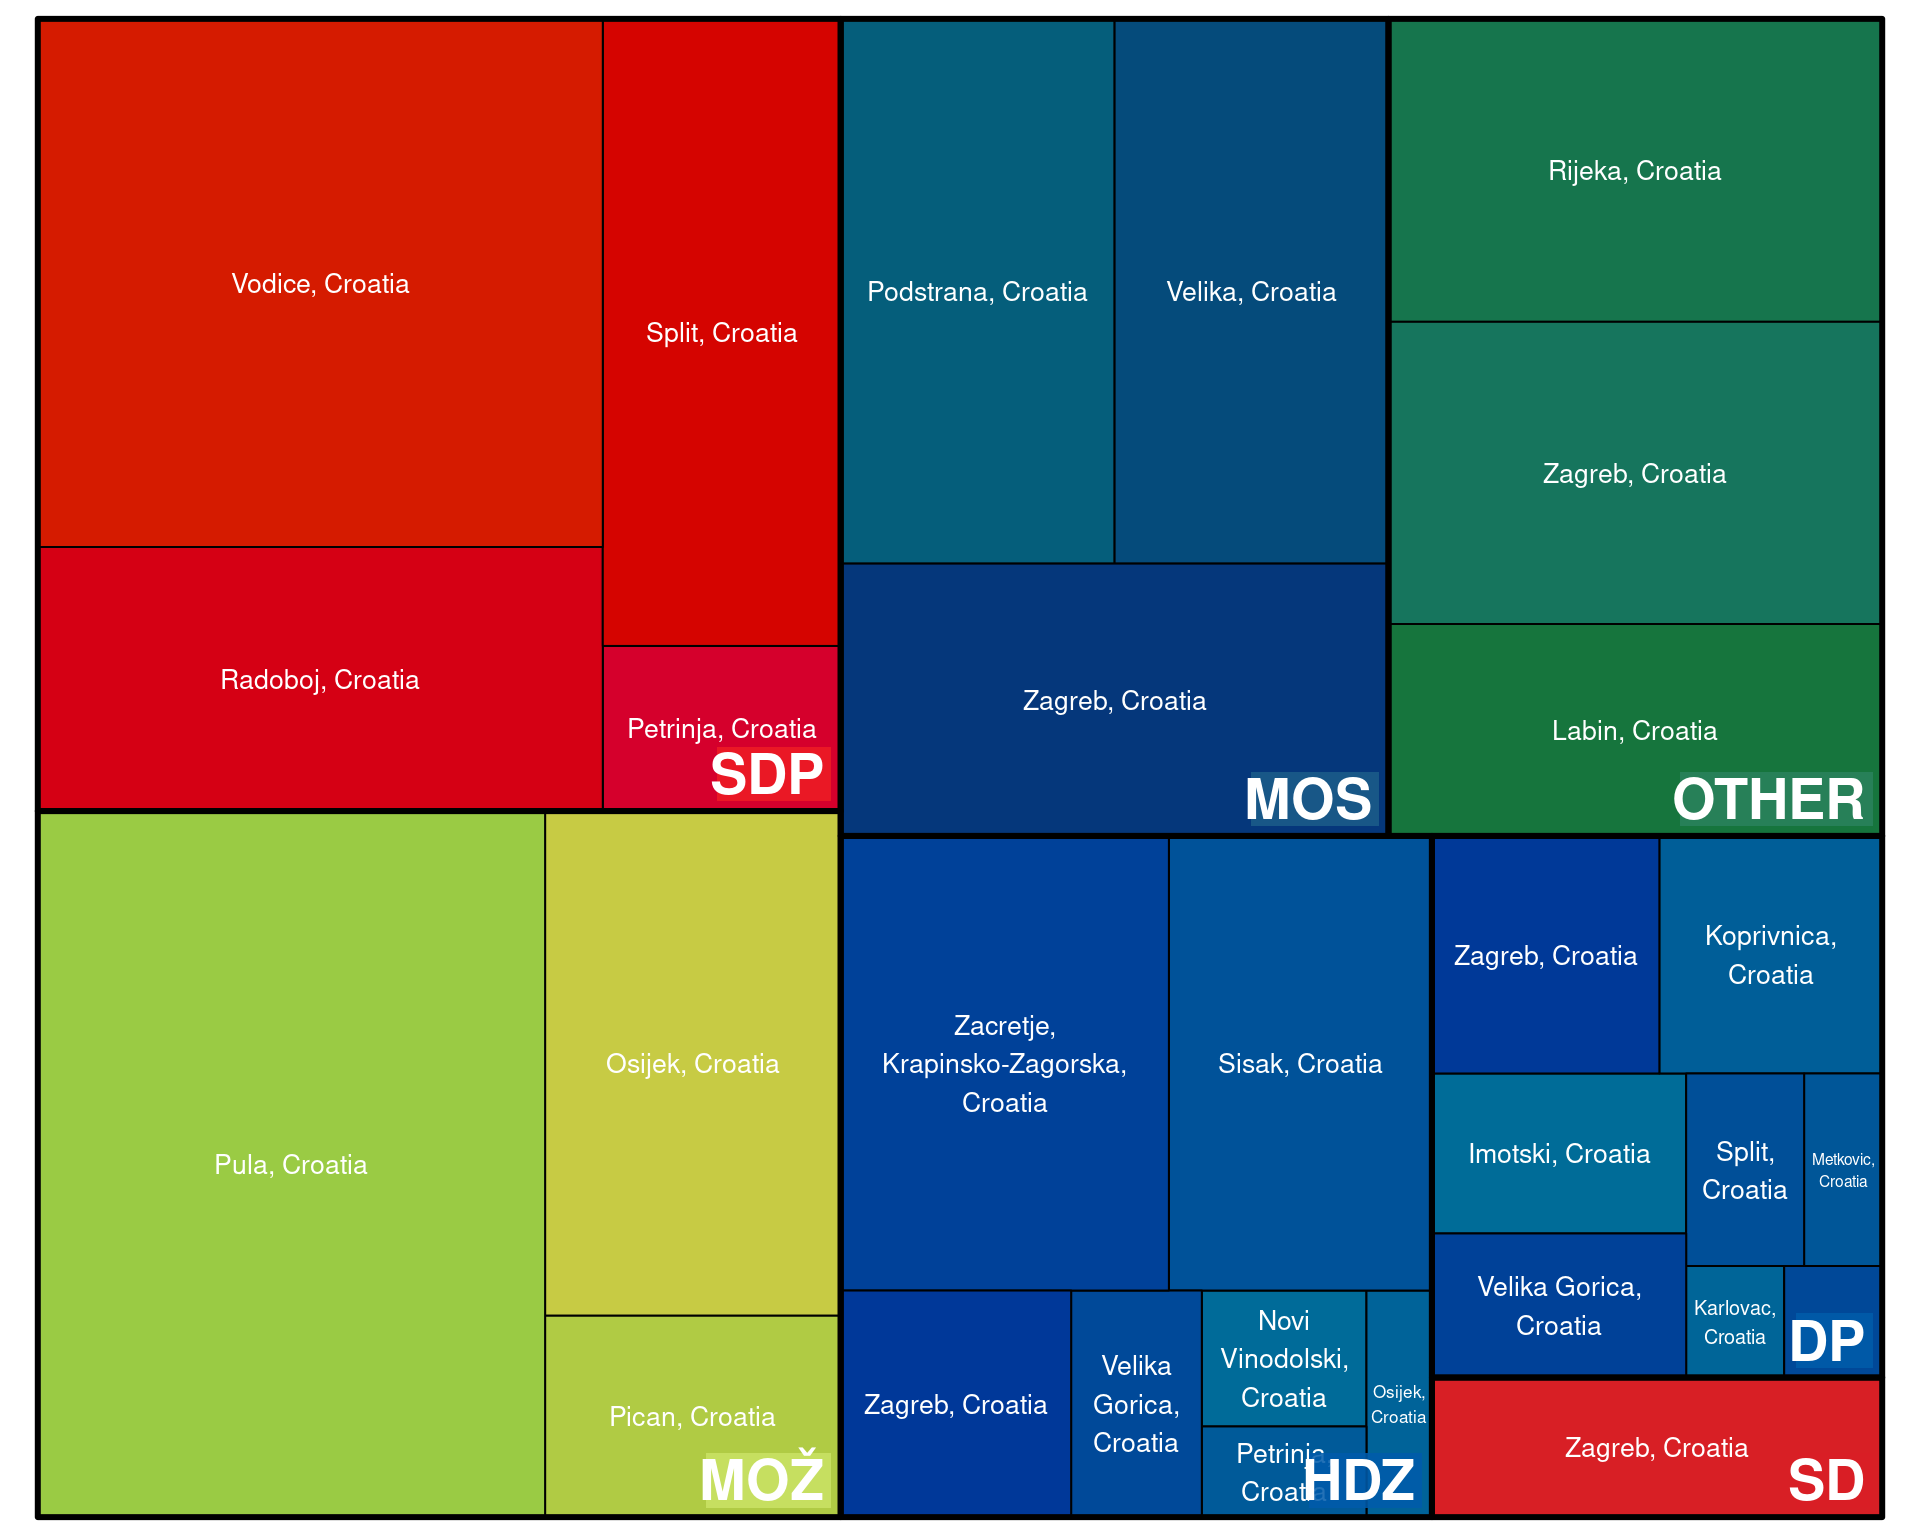 Vodice, Croatia
Split, Croatia
Radoboj, Croatia
Petrinja, Croatia
SDP
Podstrana, Croatia
Velika, Croatia
Zagreb, Croatia
MOS
Rijeka, Croatia
Zagreb, Croatia
Labin, Croatia
OTHER
Pula, Croatia
Osijek, Croatia
Pican, Croatia
MOŽ
Zacretje,
Krapinsko-Zagorska,
Croatia
Sisak, Croatia
Zagreb, Croatia
Velika
Gorica,
Croatia
Novi
Vinodolski,
Croatia
Osijek,
Croatia
Petrinja,
Croatia
HDZ
Zagreb, Croatia
Koprivnica,
Croatia
Imotski, Croatia
Split,
Croatia
Metkovic,
Croatia
Velika Gorica,
Croatia
Karlovac,
Croatia
DP
Zagreb, Croatia
SD